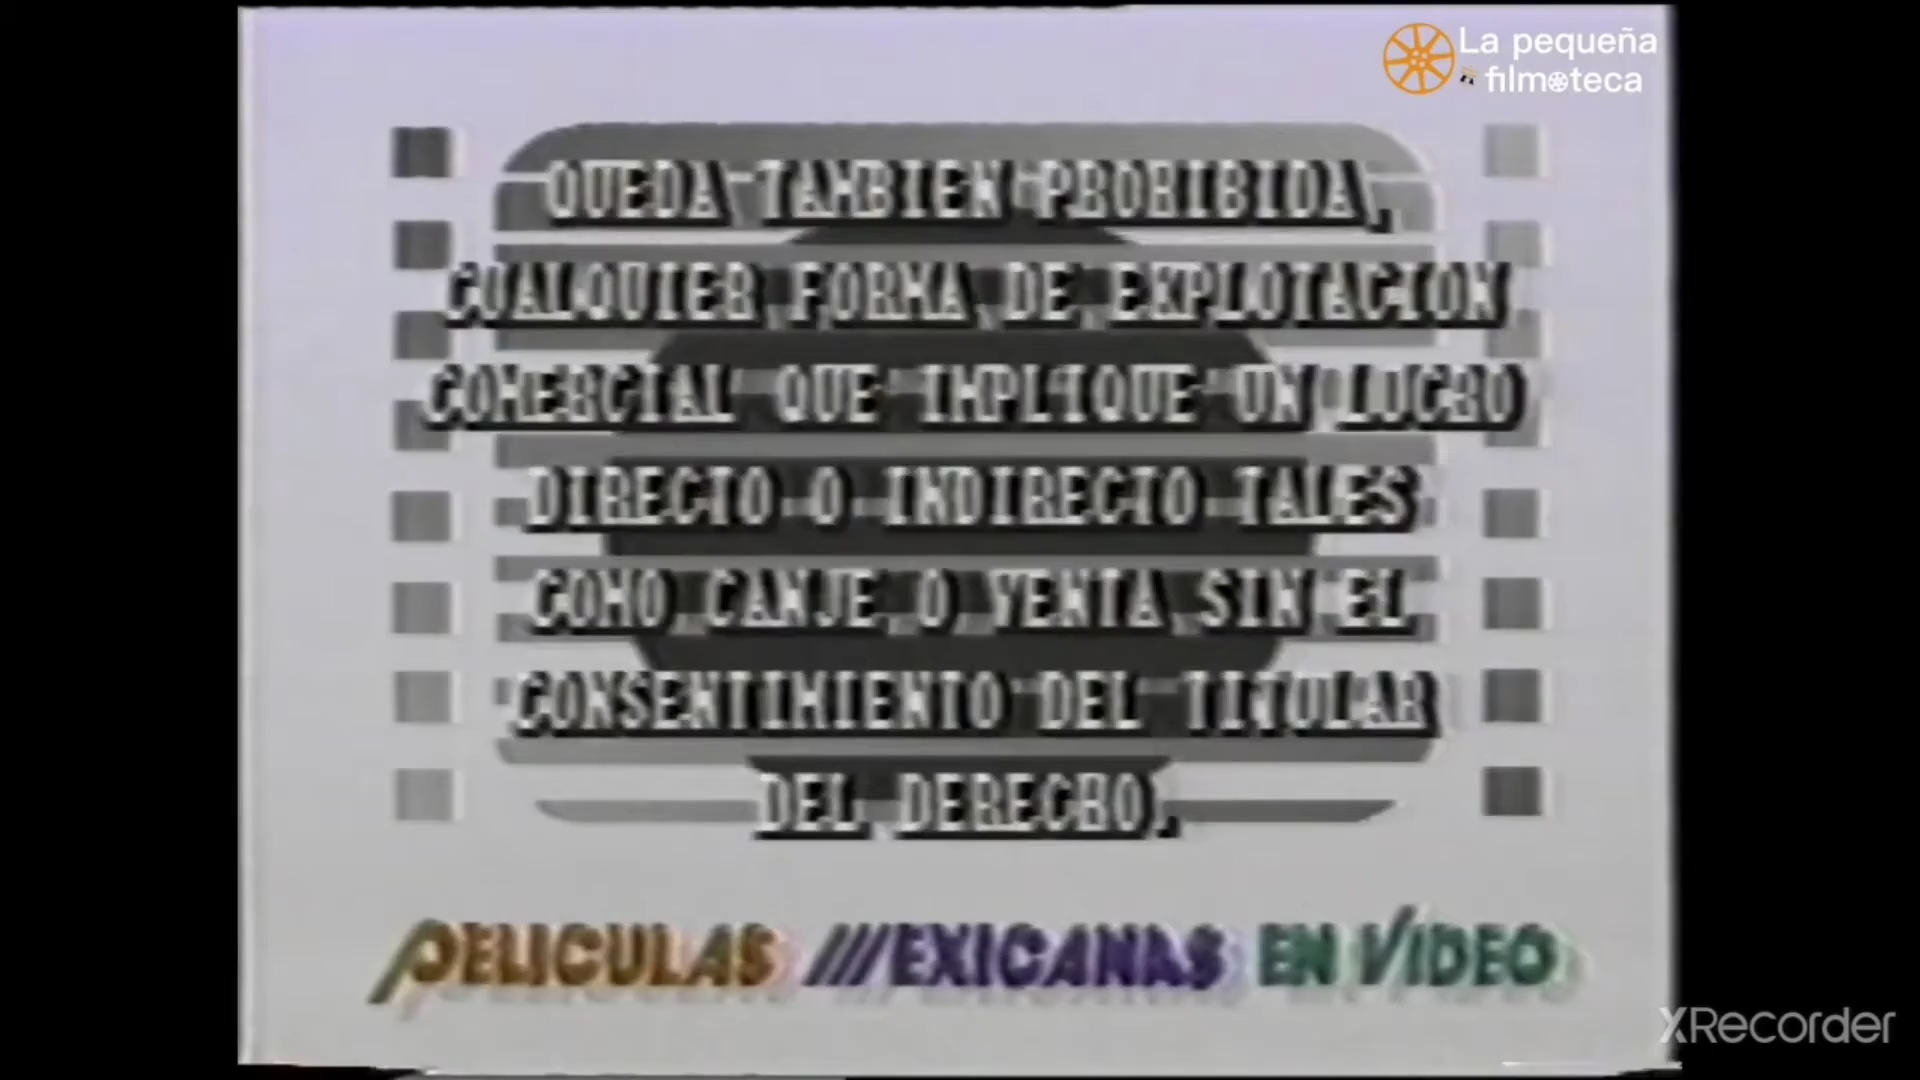 La pequeña
filmoteca
QUEDA TAMBIEN PROHIBIDA,
CUALQUIER FORMA DE EXPLOTACION
COMERCIAL QUE IMPLIQUE UN LUCRO
DIRECTO O INDIRECTO TALES
COMO CANJE O VENTA SIN EL
CONSENTIMIENTO DEL TITULAR
DEL DERECHO.
PELICULAS MEXICANAS EN VIDEO
XRecorder